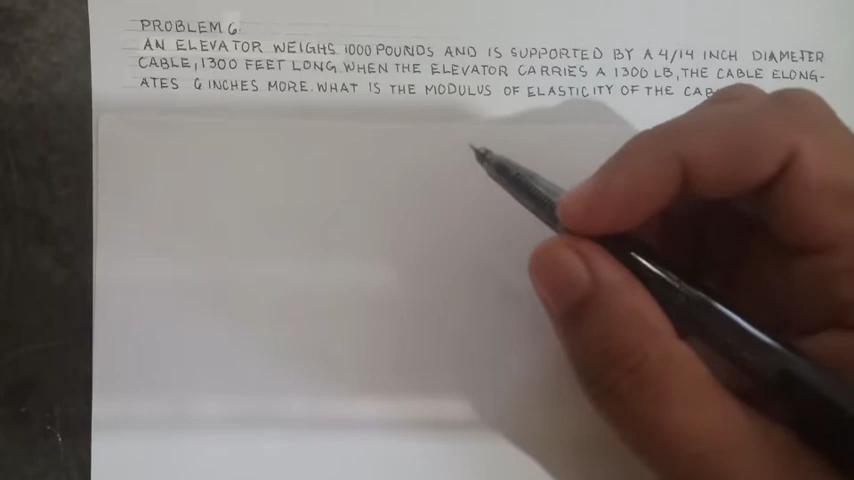 PROBLEM 6.
AN ELEVATOR WEIGHS 1000 POUNDS AND IS SUPPORTED BY A 4/14 INCH DIAMETER
CABLE, 1300 FEET LONG. WHEN THE ELEVATOR CARRIES A 1300 LB, THE CABLE ELONG-
ATES 6 INCHES MORE. WHAT IS THE MODULUS OF ELASTICITY OF THE